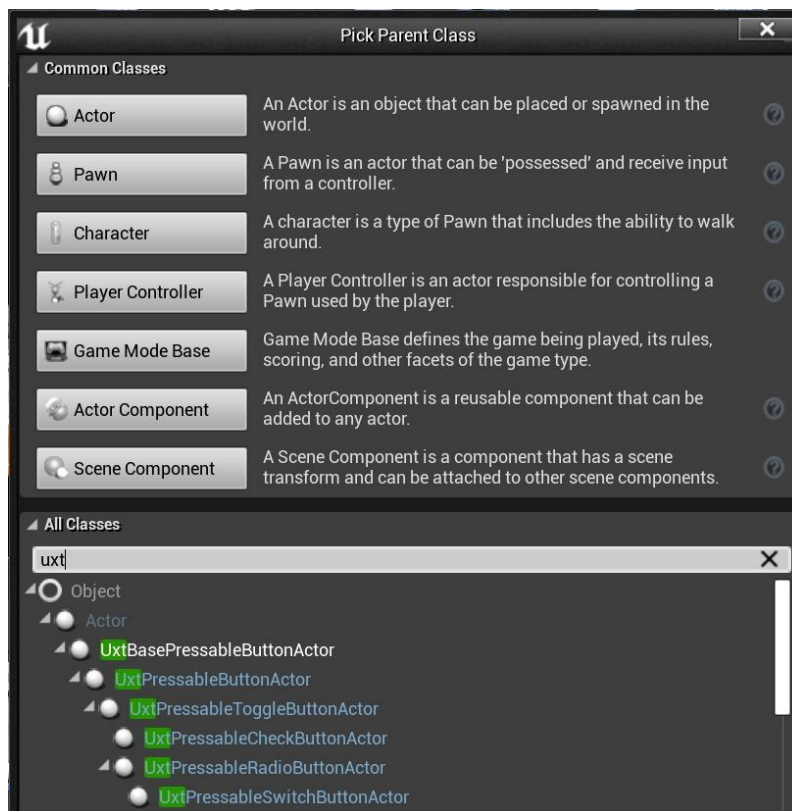 Pick Parent Class
Common Classes
Actor
An Actor is an object that can be placed or spawned in the
world.
Pawn
A Pawn is an actor that can be 'possessed' and receive input
from a controller.
Character
A character is a type of Pawn that includes the ability to walk
around.
Player Controller
A Player Controller is an actor responsible for controlling a
Pawn used by the player.
Game Mode Base
Game Mode Base defines the game being played, its rules,
scoring, and other facets of the game type.
Actor Component
An ActorComponent is a reusable component that can be
added to any actor.
Scene Component
A Scene Component is a component that has a scene
transform and can be attached to other scene components.
All Classes
uxt
Object
Actor
UxtBasePressableButtonActor
UxtPressableButtonActor
UxtPressableToggleButtonActor
UxtPressableCheckButtonActor
UxtPressableRadioButtonActor
UxtPressableSwitchButtonActor